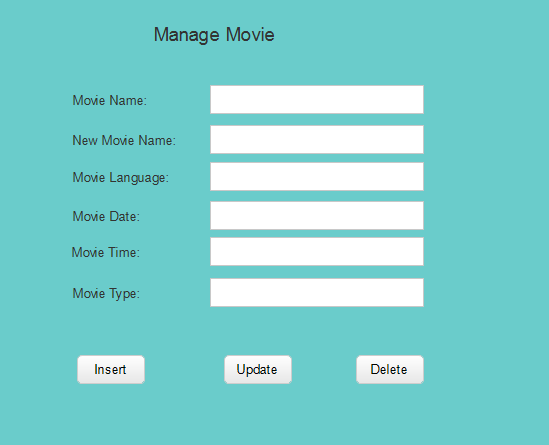 Manage Movie
Movie Name:
New Movie Name:
Movie Language:
Movie Date:
Movie Time:
Movie Type:
Insert Update Delete